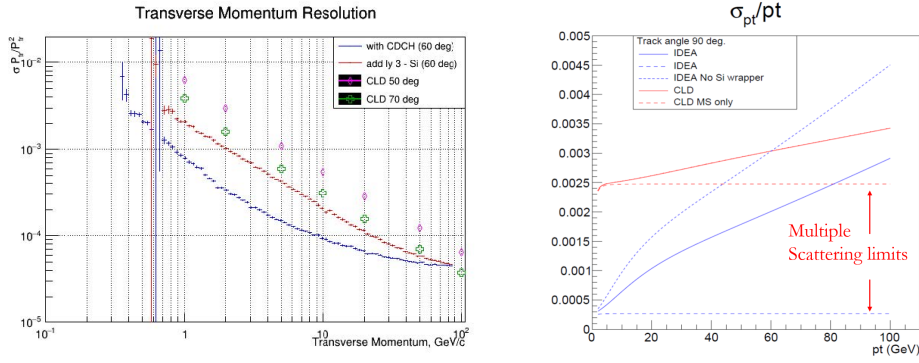 Transverse Momentum Resolution
σ Ptr/P²tr
10⁻²
10⁻³
10⁻⁴
10⁻⁵
10⁻¹
1
10
10²
Transverse Momentum, GeV/c
with CDCH (60 deg)
add ly 3 - Si (60 deg)
CLD 50 deg
CLD 70 deg
σpt/pt
0.005
0.0045
0.004
0.0035
0.003
0.0025
0.002
0.0015
0.001
0.0005
0
0
20
40
60
80
100
pt (GeV)
Track angle 90 deg.
IDEA
IDEA
IDEA No Si wrapper
CLD
CLD MS only
Multiple
Scattering limits